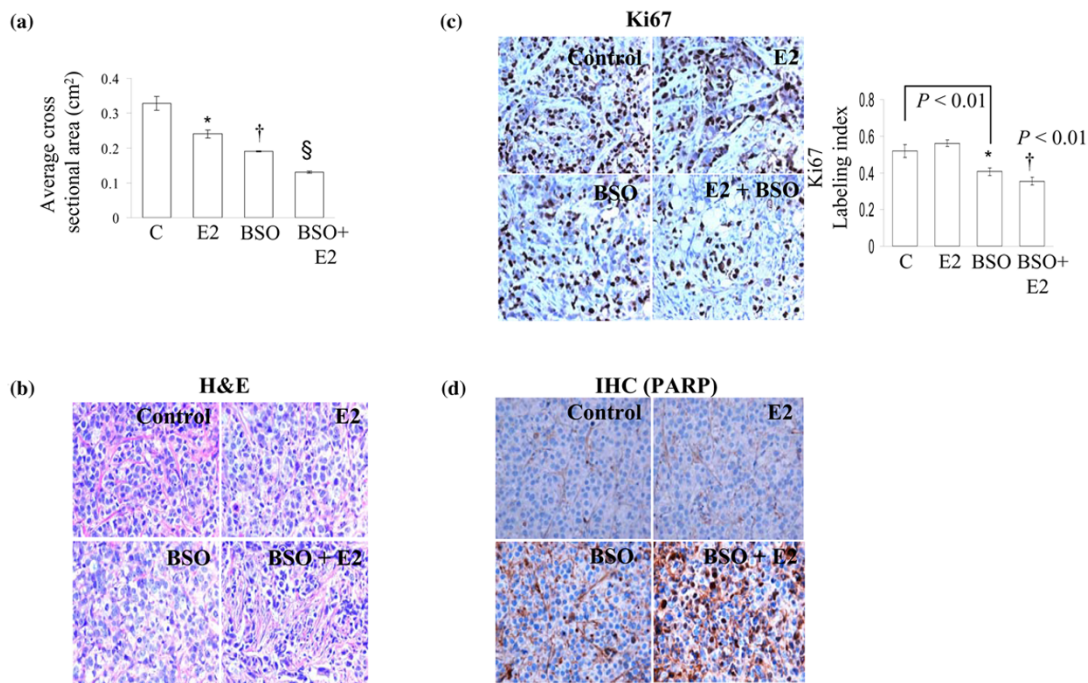 (a)
Average cross
sectional area (cm²)
0.4
0.3
0.2
0.1
0
*
†
§
C
E2
BSO
BSO+
E2
(c)
Ki67
Control
E2
BSO
E2 + BSO
Ki67
Labeling index
0.8
0.6
0.4
0.2
0
P < 0.01
*
P < 0.01
†
C
E2
BSO
BSO+
E2
(b)
H&E
Control
E2
BSO
BSO + E2
(d)
IHC (PARP)
Control
E2
BSO
BSO + E2